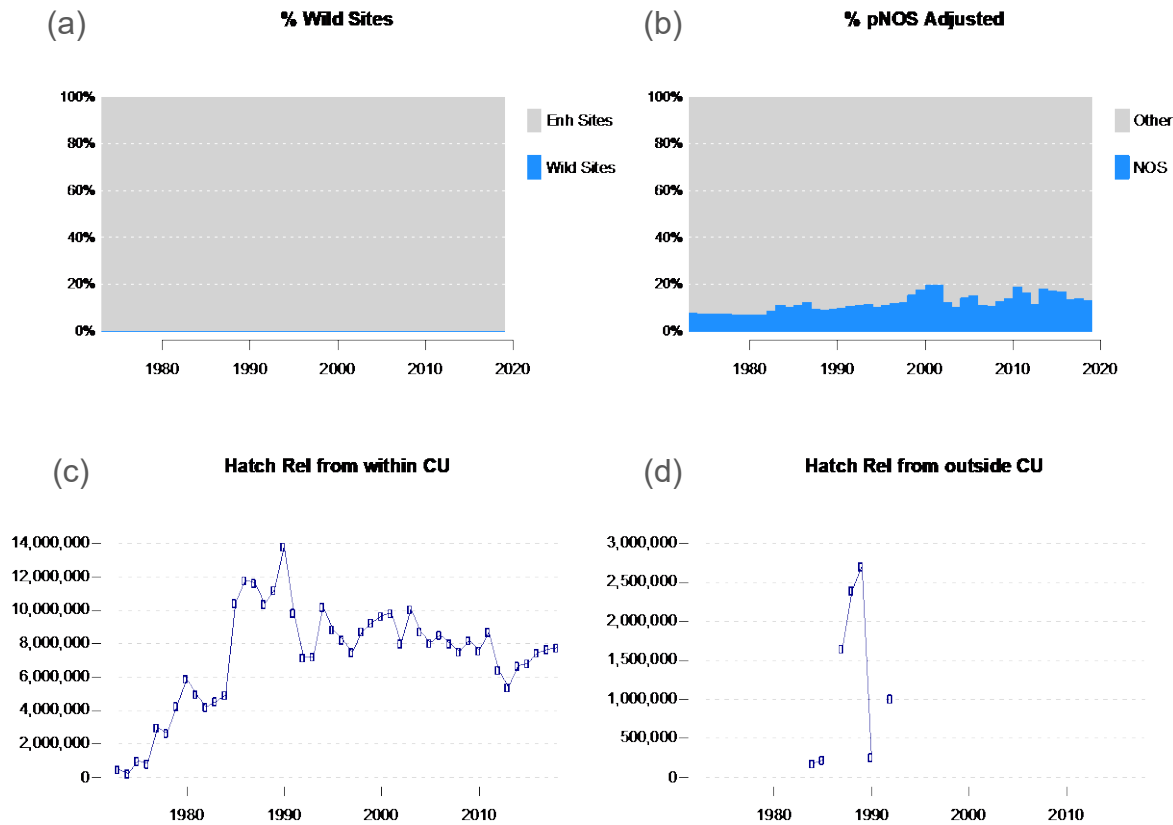 (a)
% Wild Sites
100%
80%
60%
40%
20%
0%
1980 1990 2000 2010 2020
Enh Sites
Wild Sites
(b)
% pNOS Adjusted
100%
80%
60%
40%
20%
0%
1980 1990 2000 2010 2020
Other
NOS
(c)
Hatch Rel from within CU
14,000,000
12,000,000
10,000,000
8,000,000
6,000,000
4,000,000
2,000,000
0
1980 1990 2000 2010
(d)
Hatch Rel from outside CU
3,000,000
2,500,000
2,000,000
1,500,000
1,000,000
500,000
0
1980 1990 2000 2010